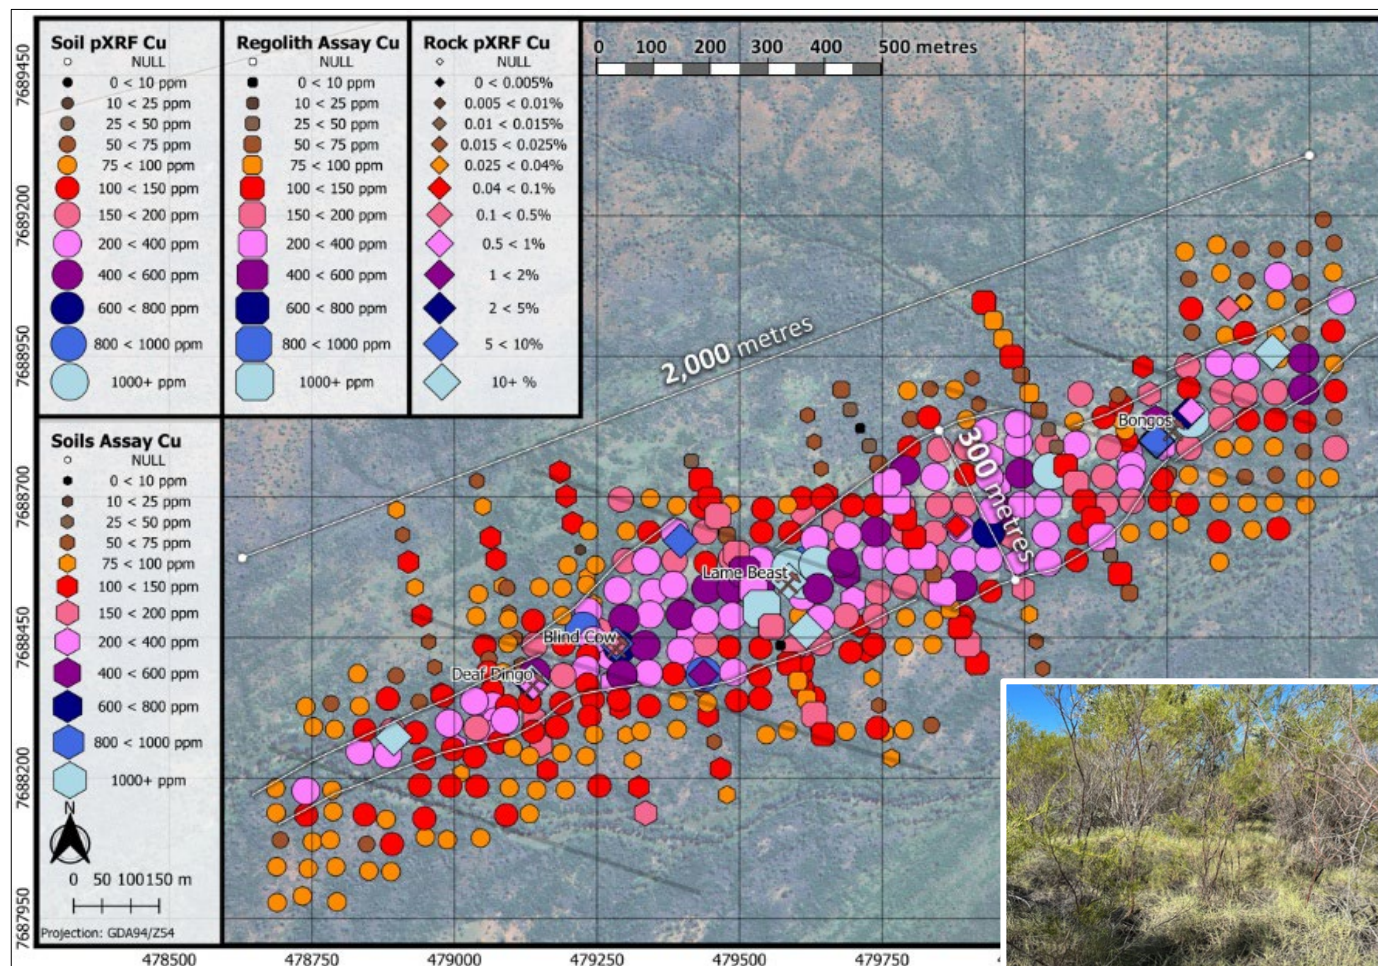 Soil pXRF Cu
NULL
0 < 10 ppm
10 < 25 ppm
25 < 50 ppm
50 < 75 ppm
75 < 100 ppm
100 < 150 ppm
150 < 200 ppm
200 < 400 ppm
400 < 600 ppm
600 < 800 ppm
800 < 1000 ppm
1000+ ppm
Regolith Assay Cu
NULL
0 < 10 ppm
10 < 25 ppm
25 < 50 ppm
50 < 75 ppm
75 < 100 ppm
100 < 150 ppm
150 < 200 ppm
200 < 400 ppm
400 < 600 ppm
600 < 800 ppm
800 < 1000 ppm
1000+ ppm
Rock pXRF Cu
NULL
0 < 0.005%
0.005 < 0.01%
0.01 < 0.015%
0.015 < 0.025%
0.025 < 0.04%
0.04 < 0.1%
0.1 < 0.5%
0.5 < 1%
1 < 2%
2 < 5%
5 < 10%
10+ %
0 100 200 300 400 500 metres
Soils Assay Cu
NULL
0 < 10 ppm
10 < 25 ppm
25 < 50 ppm
50 < 75 ppm
75 < 100 ppm
100 < 150 ppm
150 < 200 ppm
200 < 400 ppm
400 < 600 ppm
600 < 800 ppm
800 < 1000 ppm
1000+ ppm
N
0 50 100 150 m
Projection: GDA94/Z54
2,000 metres
300 metres
Bongos
Lame Beast
Blind Cow
Deaf Dingo
7689450
7689200
7688950
7688700
7688450
7688200
7687950
478500 478750 479000 479250 479500 479750